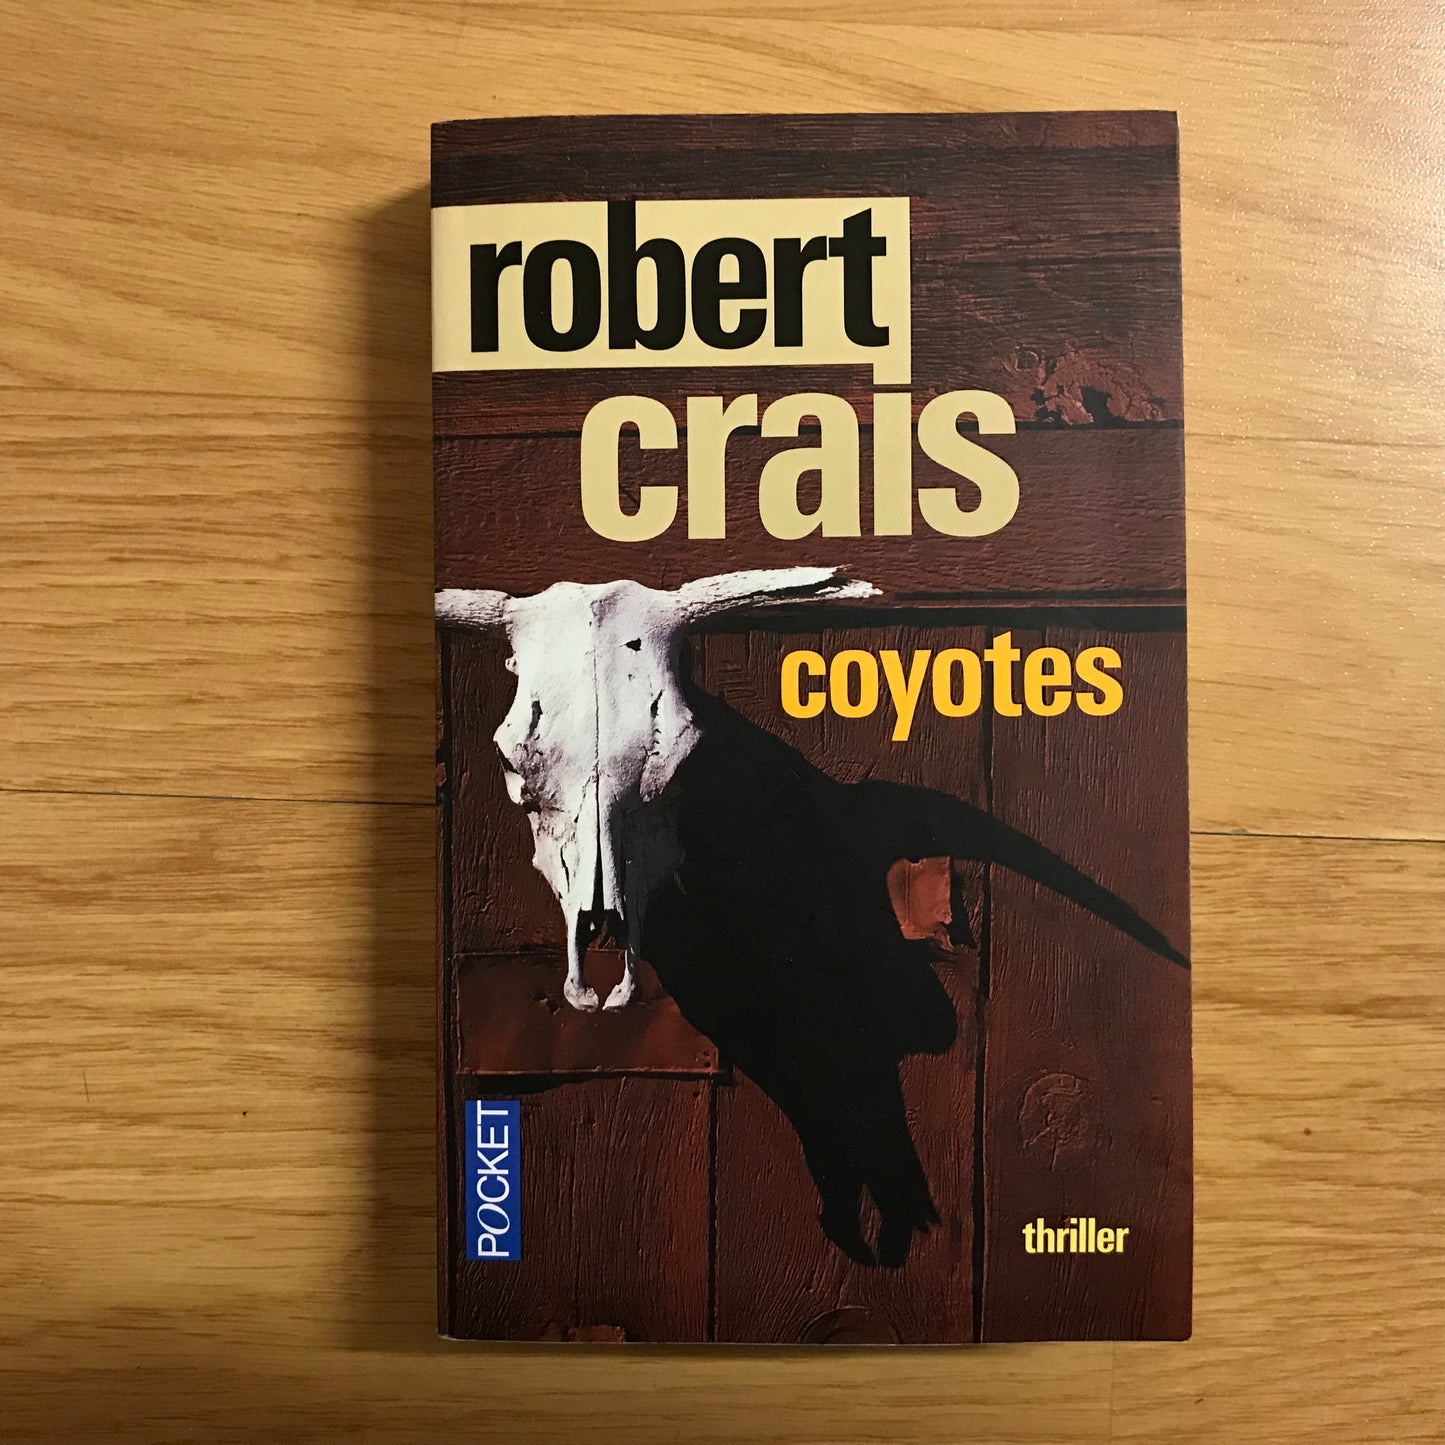 robert
crais
coyotes
POCKET
thriller